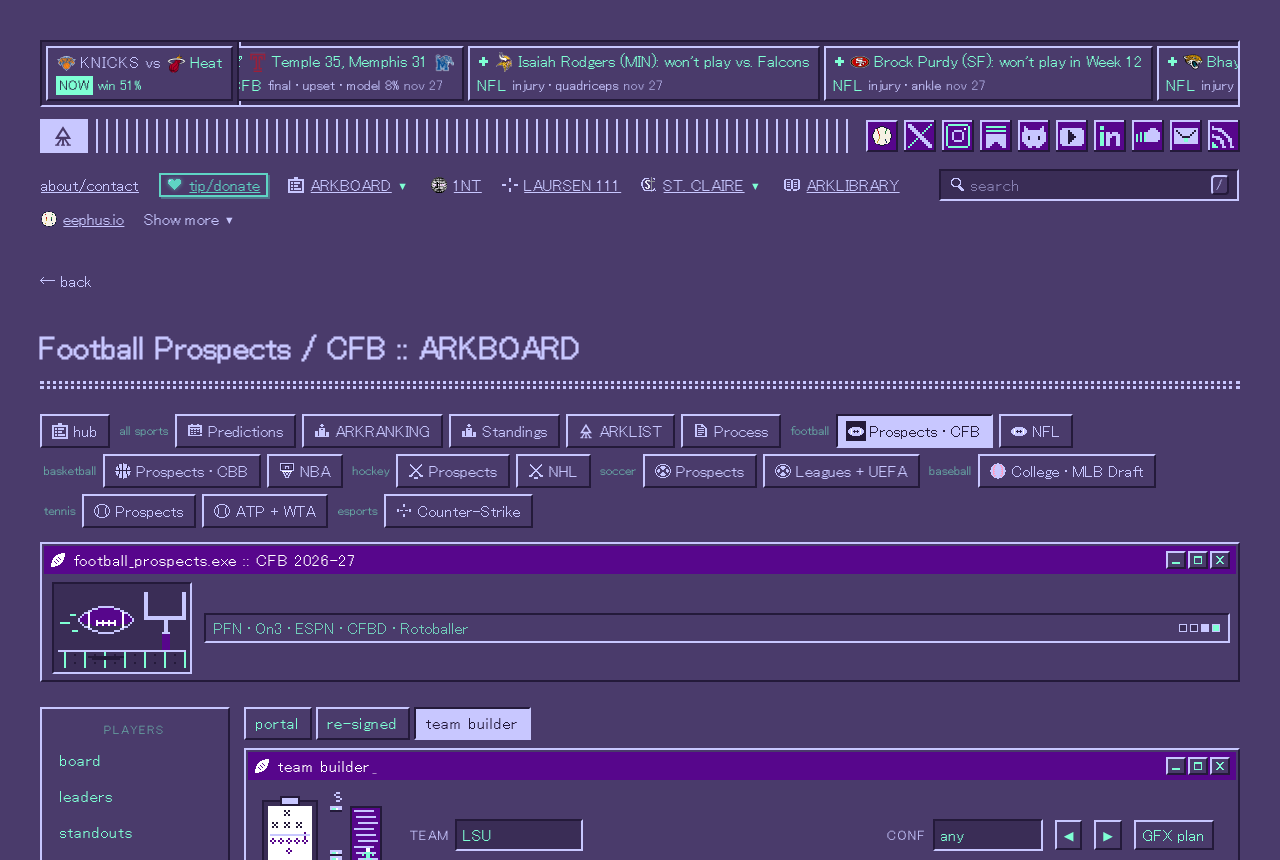 KNICKS vs Heat
NOW win 51%
Temple 35, Memphis 31
CFB final · upset · model 8% nov 27
Isaiah Rodgers (MIN): won't play vs. Falcons
NFL injury · quadriceps nov 27
Brock Purdy (SF): won't play in Week 12
NFL injury · ankle nov 27
Bhay
NFL injury
about/contact
tip/donate
ARKBOARD ▼
1NT
LAURSEN 111
ST. CLAIRE ▼
ARKLIBRARY
search /
eephus.io
Show more ▼
← back
Football Prospects / CFB :: ARKBOARD
hub all sports Predictions ARKRANKING Standings ARKLIST Process football Prospects · CFB NFL
basketball Prospects · CBB NBA hockey Prospects NHL soccer Prospects Leagues + UEFA baseball College · MLB Draft
tennis Prospects ATP + WTA esports Counter-Strike
football_prospects.exe :: CFB 2026-27
PFN · On3 · ESPN · CFBD · Rotoballer
PLAYERS
board
leaders
standouts
portal re-signed team builder
team builder_
TEAM LSU CONF any ◀ ▶ GFX plan